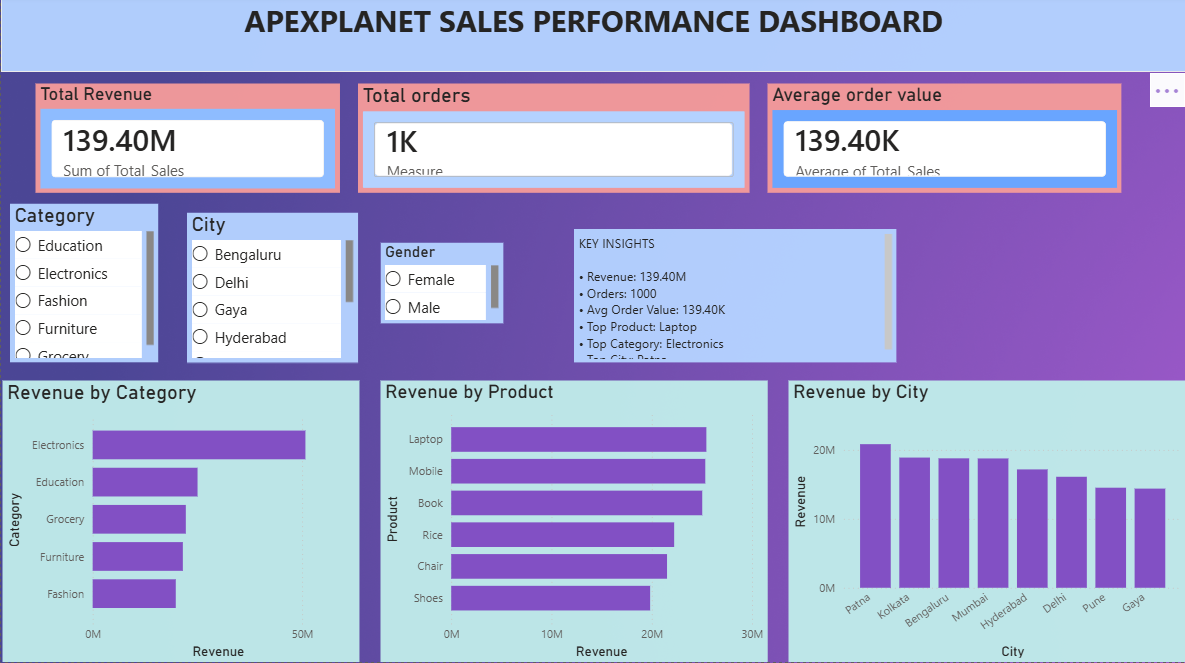 APEXPLANET SALES PERFORMANCE DASHBOARD
Total Revenue
139.40M
Sum of Total Sales
Total orders
1K
Measure
Average order value
139.40K
Average of Total Sales
Category
Education
Electronics
Fashion
Furniture
Grocery
City
Bengaluru
Delhi
Gaya
Hyderabad
Gender
Female
Male
KEY INSIGHTS
• Revenue: 139.40M
• Orders: 1000
• Avg Order Value: 139.40K
• Top Product: Laptop
• Top Category: Electronics
• Top City: Patna
Revenue by Category
Category
Electronics
Education
Grocery
Furniture
Fashion
0M 50M
Revenue
Revenue by Product
Product
Laptop
Mobile
Book
Rice
Chair
Shoes
0M 10M 20M 30M
Revenue
Revenue by City
Revenue
20M
10M
0M
Patna Kolkata Bengaluru Mumbai Hyderabad Delhi Pune Gaya
City